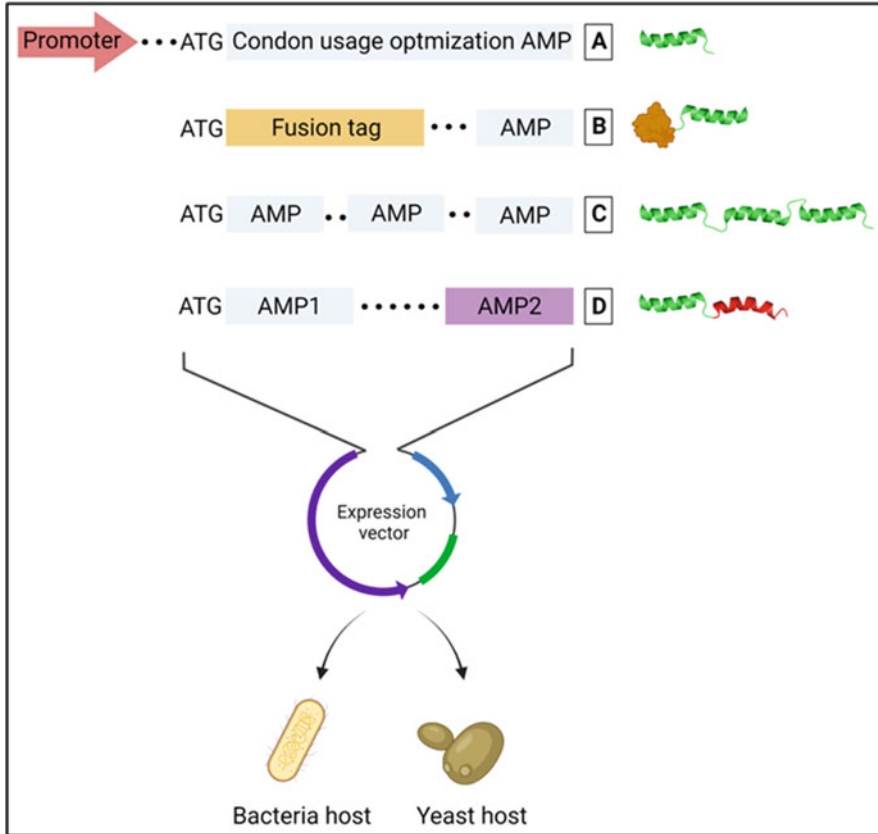 Promoter ATG Condon usage optmization AMP A
ATG Fusion tag AMP B
ATG AMP AMP AMP C
ATG AMP1 AMP2 D
Expression
vector
Bacteria host Yeast host